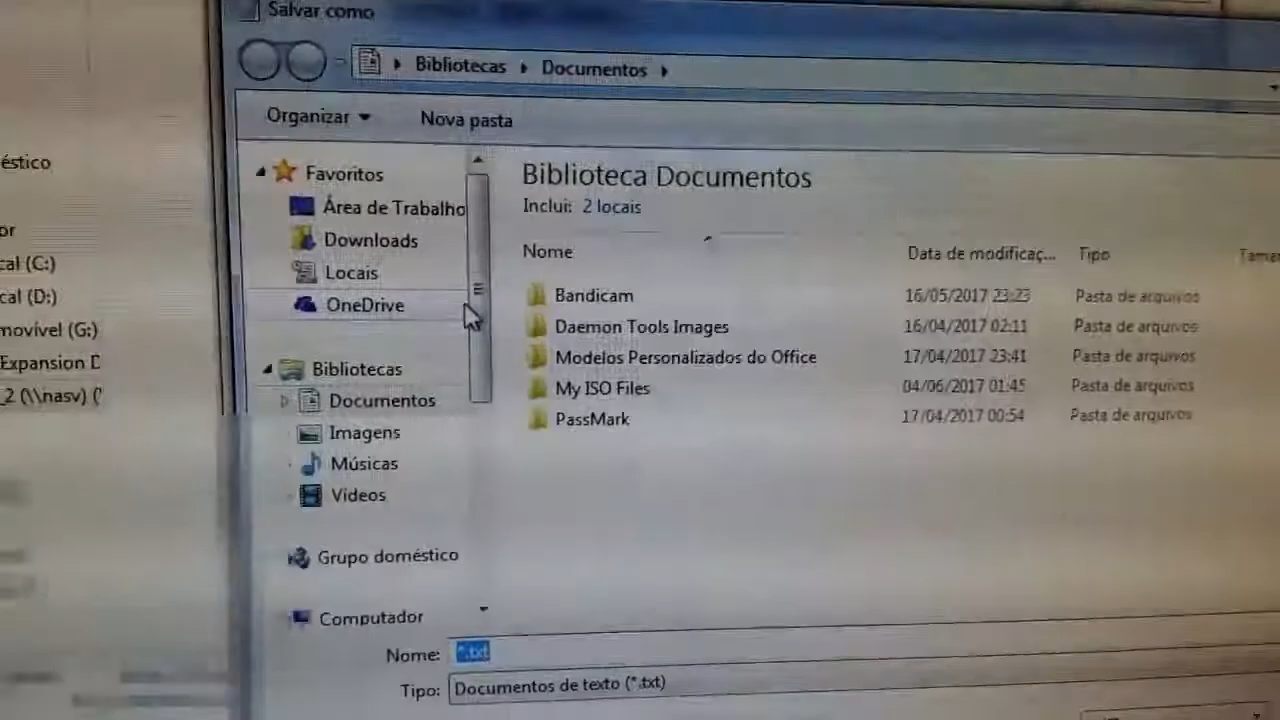 Salvar como
Bibliotecas Documentos
Organizar Nova pasta
éstico
or
cal (C:)
cal (D:)
movível (G:)
Expansion D
_2 (\\nasv) ('
Favoritos
Área de Trabalho
Downloads
Locais
OneDrive
Bibliotecas
Documentos
Imagens
Músicas
Vídeos
Grupo doméstico
Computador
Biblioteca Documentos
Inclui: 2 locais
Nome Data de modificaç... Tipo Tamar
Bandicam 16/05/2017 23:23 Pasta de arquivos
Daemon Tools Images 16/04/2017 02:11 Pasta de arquivos
Modelos Personalizados do Office 17/04/2017 23:41 Pasta de arquivos
My ISO Files 04/06/2017 01:45 Pasta de arquivos
PassMark 17/04/2017 00:54 Pasta de arquivos
Nome: *.txt
Tipo: Documentos de texto (*.txt)